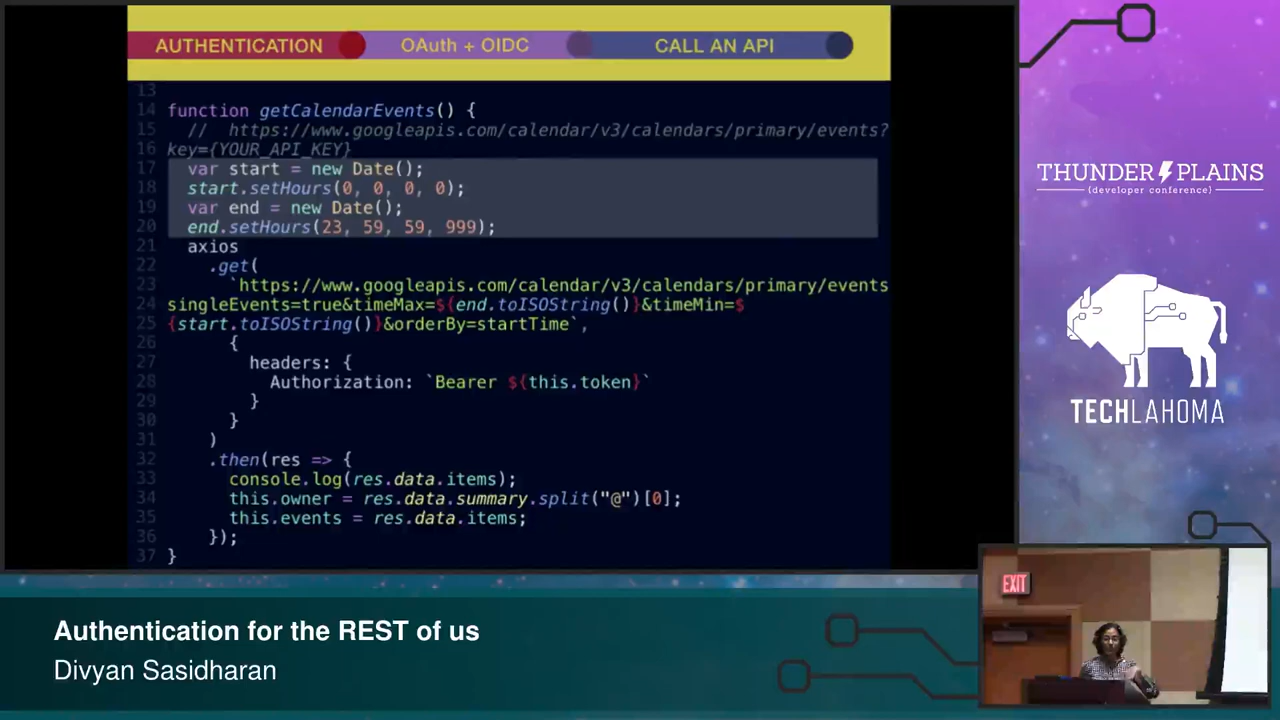 AUTHENTICATION
OAuth + OIDC
CALL AN API
13
14 function getCalendarEvents() {
15 // https://www.googleapis.com/calendar/v3/calendars/primary/events?
16 key={YOUR_API_KEY}
17 var start = new Date();
18 start.setHours(0, 0, 0, 0);
19 var end = new Date();
20 end.setHours(23, 59, 59, 999);
21 axios
22 .get(
23 `https://www.googleapis.com/calendar/v3/calendars/primary/events
24 singleEvents=true&timeMax=${end.toISOString()}&timeMin=$
25 {start.toISOString()}&orderBy=startTime`,
26 {
27 headers: {
28 Authorization: `Bearer ${this.token}`
29 }
30 }
31 )
32 .then(res => {
33 console.log(res.data.items);
34 this.owner = res.data.summary.split("@")[0];
35 this.events = res.data.items;
36 });
37 }
THUNDER PLAINS
{developer conference}
TECHLAHOMA
EXIT
Authentication for the REST of us
Divyan Sasidharan